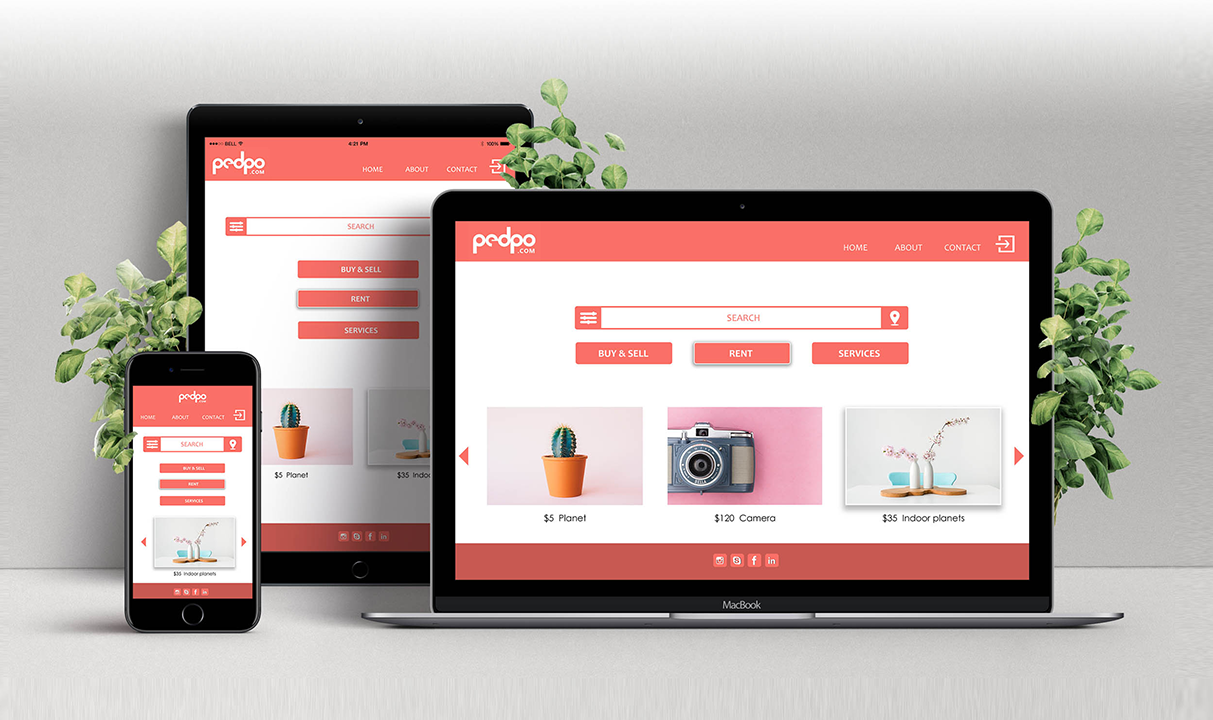 BELL 4:21 PM 100%
pedpo
.COM
HOME ABOUT CONTACT
SEARCH
BUY & SELL
RENT
SERVICES
$5 Planet
$35 Indoo
pedpo
.COM
HOME ABOUT CONTACT
SEARCH
BUY & SELL RENT SERVICES
$5 Planet $120 Camera $35 Indoor planets
f in
MacBook
pedpo
.COM
HOME ABOUT CONTACT
SEARCH
BUY & SELL
RENT
SERVICES
$35 Indoor planets